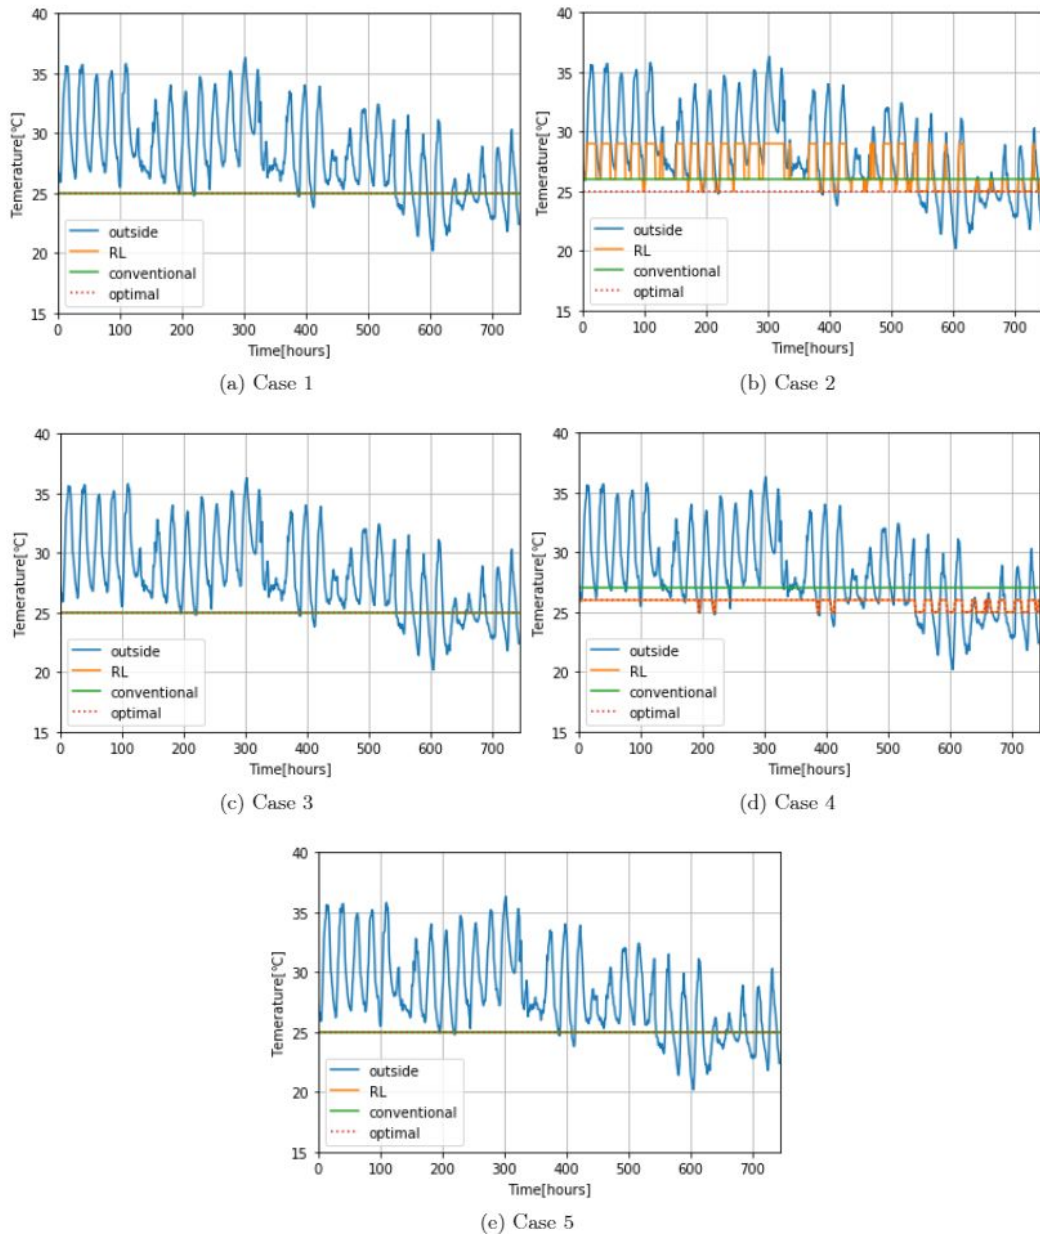 40
35
30
25
20
15
Temerature[℃]
outside
RL
conventional
optimal
0 100 200 300 400 500 600 700
Time[hours]
(a) Case 1
40
35
30
25
20
15
Temerature[℃]
outside
RL
conventional
optimal
0 100 200 300 400 500 600 700
Time[hours]
(b) Case 2
40
35
30
25
20
15
Temerature[℃]
outside
RL
conventional
optimal
0 100 200 300 400 500 600 700
Time[hours]
(c) Case 3
40
35
30
25
20
15
Temerature[℃]
outside
RL
conventional
optimal
0 100 200 300 400 500 600 700
Time[hours]
(d) Case 4
40
35
30
25
20
15
Temerature[℃]
outside
RL
conventional
optimal
0 100 200 300 400 500 600 700
Time[hours]
(e) Case 5